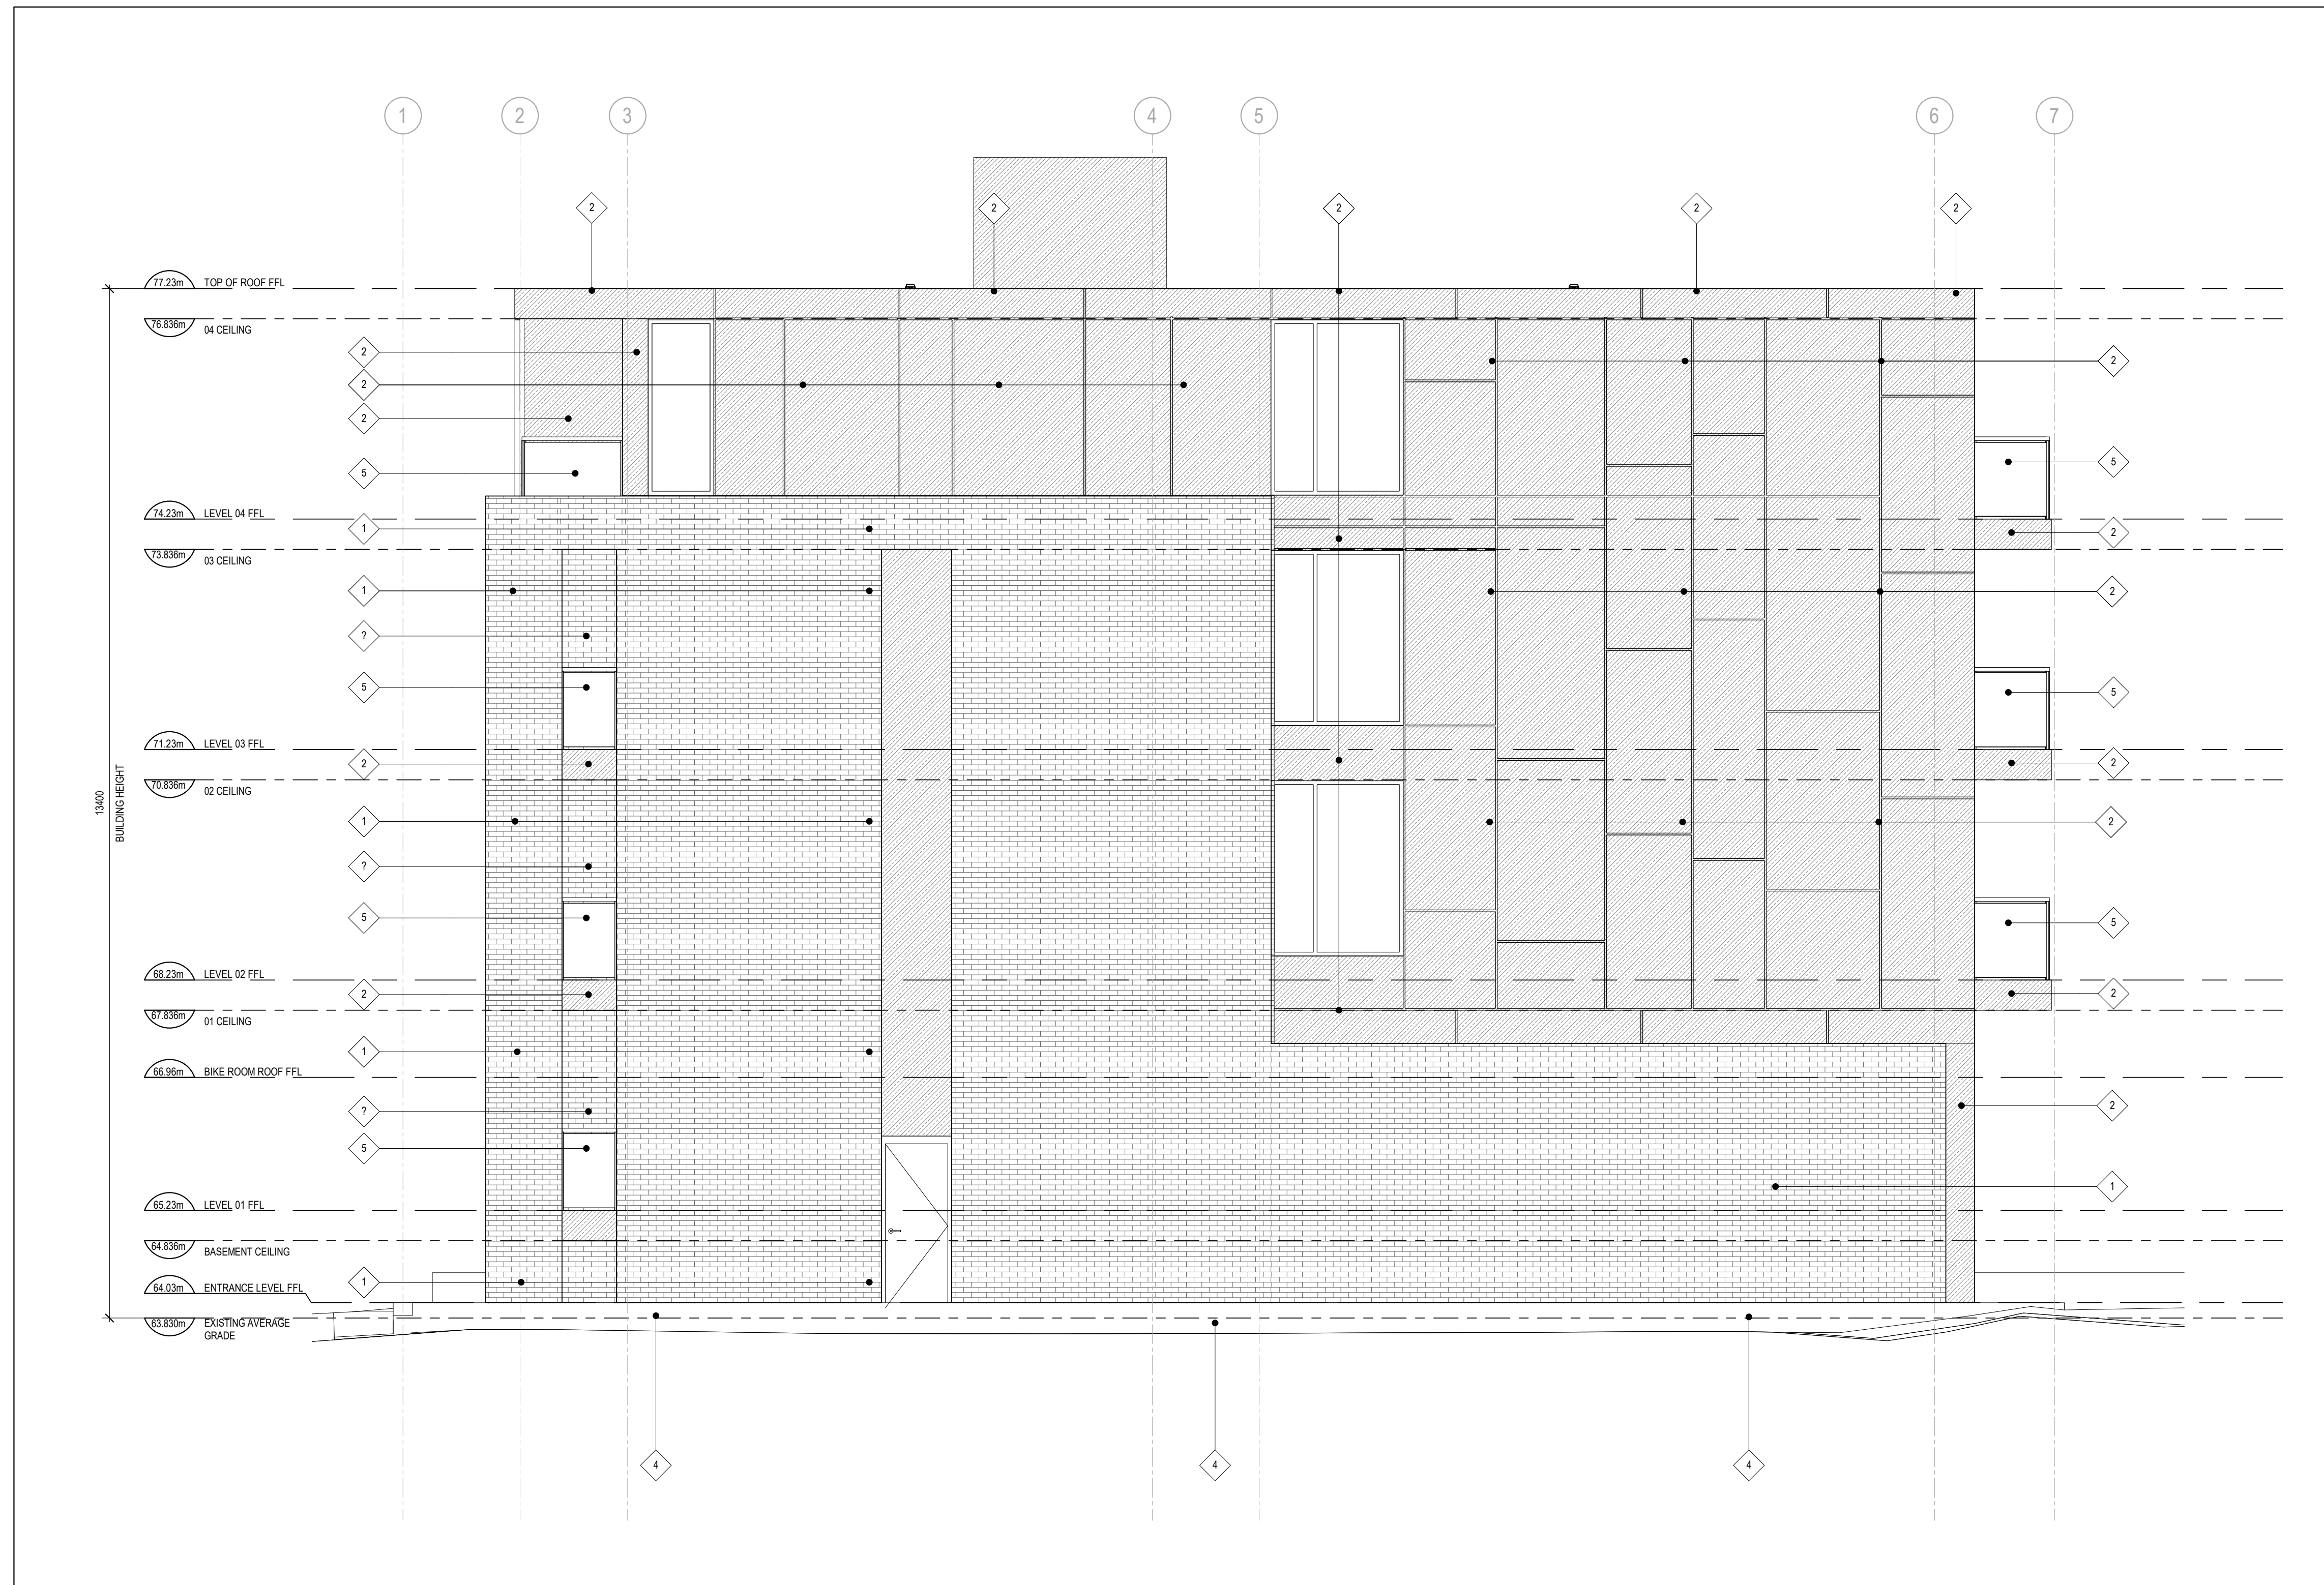 1 2 3 4 5 6 7
2 2 2 2 2
77.23m TOP OF ROOF FFL
76.836m 04 CEILING
2
2
2
2
5
5
74.23m LEVEL 04 FFL
1
2
73.836m 03 CEILING
1
2
?
5
5
71.23m LEVEL 03 FFL
2
2
70.836m 02 CEILING
13400
BUILDING HEIGHT
1
2
?
5
5
68.23m LEVEL 02 FFL
2
2
67.836m 01 CEILING
1
66.96m BIKE ROOM ROOF FFL
?
2
5
1
65.23m LEVEL 01 FFL
64.836m BASEMENT CEILING
64.03m ENTRANCE LEVEL FFL
1
63.830m EXISTING AVERAGE
GRADE
4 4 4